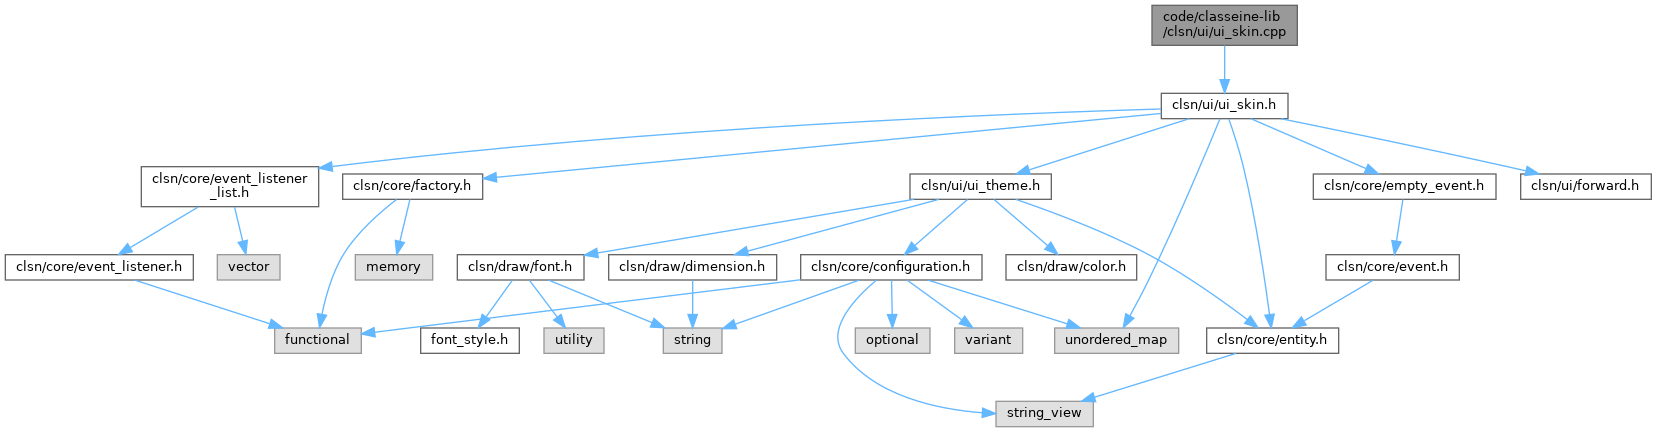 code/classeine-lib
/clsn/ui/ui_skin.cpp
clsn/ui/ui_skin.h
clsn/core/event_listener
_list.h
clsn/core/factory.h
clsn/ui/ui_theme.h
clsn/core/empty_event.h
clsn/ui/forward.h
clsn/core/event_listener.h
vector
memory
clsn/draw/font.h
clsn/draw/dimension.h
clsn/core/configuration.h
clsn/draw/color.h
clsn/core/event.h
functional
font_style.h
utility
string
optional
variant
unordered_map
clsn/core/entity.h
string_view